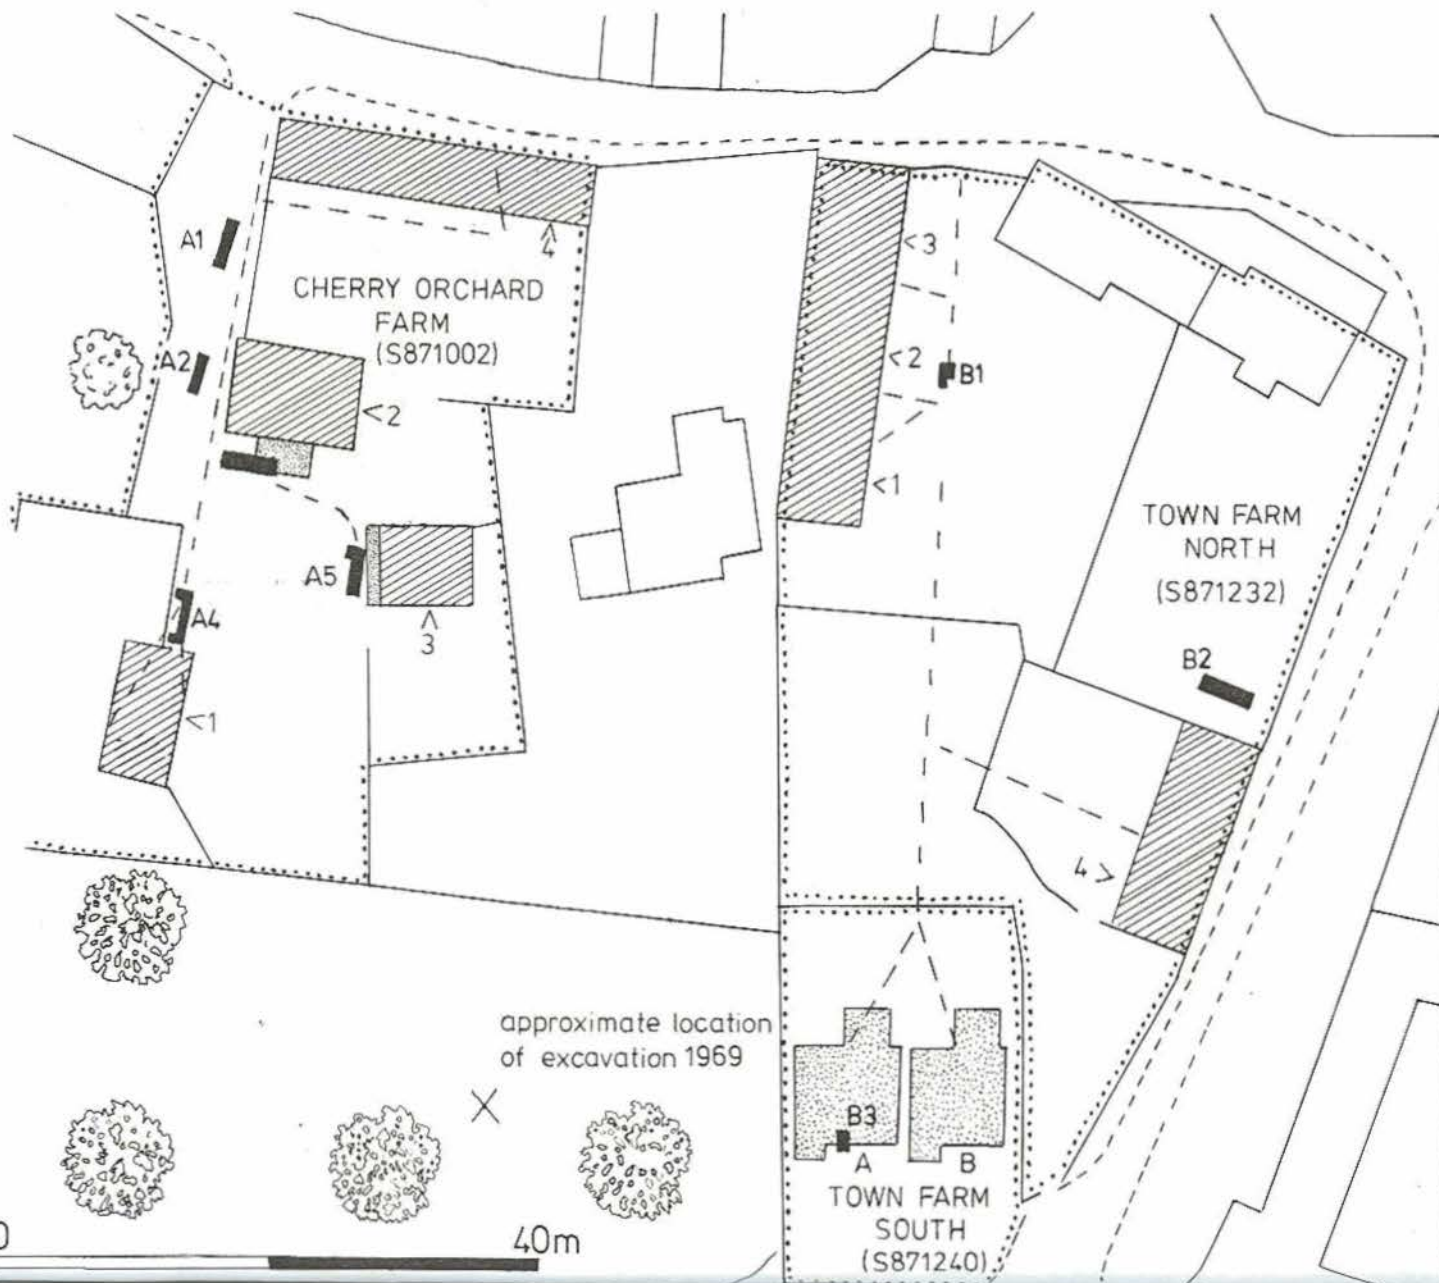 A1
4
<3
CHERRY ORCHARD
FARM
(S871002)
A2
<2
B1
<2
<1
TOWN FARM
NORTH
(S871232)
A5
A4
3
B2
<1
4 >
approximate location
of excavation 1969
B3
A
B
TOWN FARM
SOUTH
(S871240)
0
40m